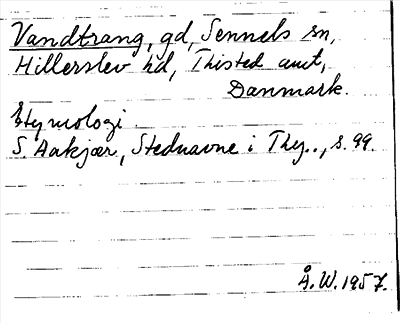 Vandtrang, gd, Sennels sn,
Hillerslev hd, Thisted amt,
Danmark.
Etymologi.
S. Aakjær, Stednavne i Thy.., s. 99.
Å.W. 1957.